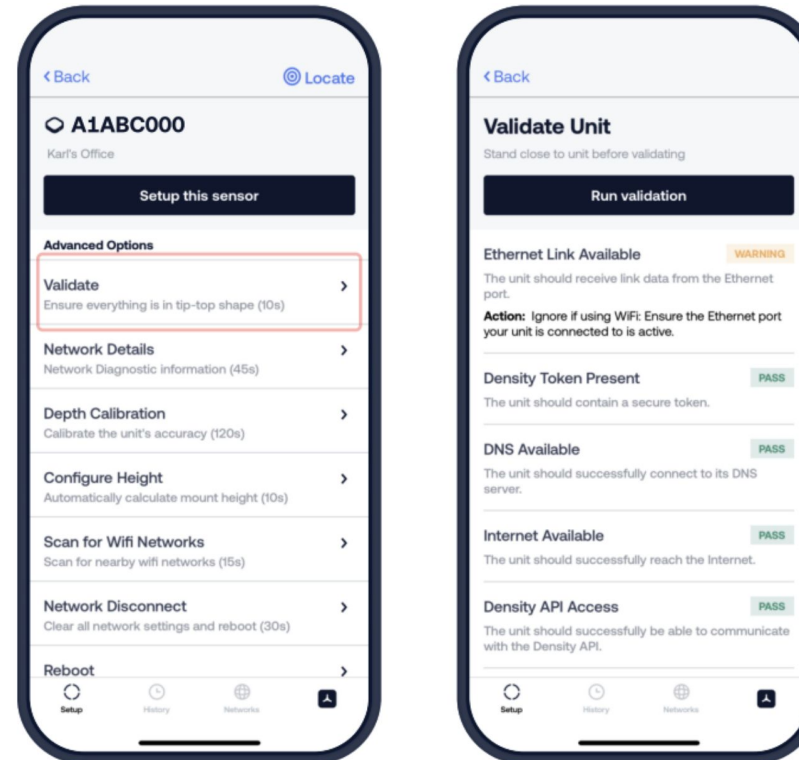 Back
Locate
A1ABC000
Karl's Office
Setup this sensor
Advanced Options
Validate
Ensure everything is in tip-top shape (10s)
Network Details
Network Diagnostic information (45s)
Depth Calibration
Calibrate the unit's accuracy (120s)
Configure Height
Automatically calculate mount height (10s)
Scan for Wifi Networks
Scan for nearby wifi networks (15s)
Network Disconnect
Clear all network settings and reboot (30s)
Reboot
Setup
History
Networks
Back
Validate Unit
Stand close to unit before validating
Run validation
Ethernet Link Available
WARNING
The unit should receive link data from the Ethernet
port.
Action: Ignore if using WiFi: Ensure the Ethernet port
your unit is connected to is active.
Density Token Present
PASS
The unit should contain a secure token.
DNS Available
PASS
The unit should successfully connect to its DNS
server.
Internet Available
PASS
The unit should successfully reach the Internet.
Density API Access
PASS
The unit should successfully be able to communicate
with the Density API.
Setup
History
Networks